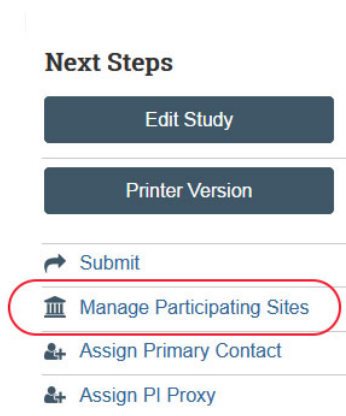 Next Steps
Edit Study
Printer Version
Submit
Manage Participating Sites
Assign Primary Contact
Assign PI Proxy